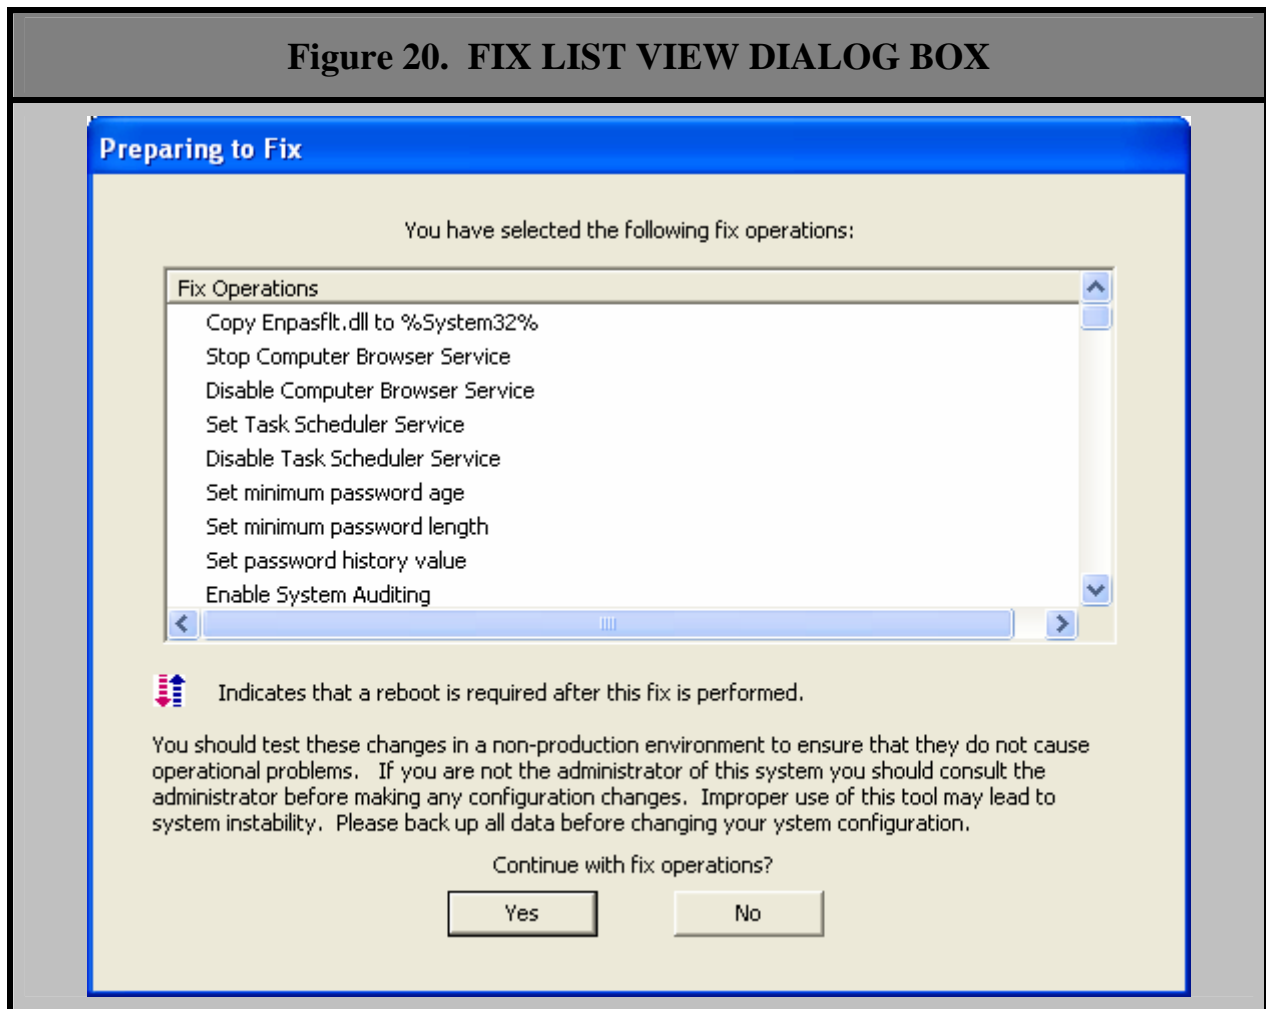 Figure 20. FIX LIST VIEW DIALOG BOX
Preparing to Fix
You have selected the following fix operations:
Fix Operations
Copy Enpasflt.dll to %System32%
Stop Computer Browser Service
Disable Computer Browser Service
Set Task Scheduler Service
Disable Task Scheduler Service
Set minimum password age
Set minimum password length
Set password history value
Enable System Auditing
Indicates that a reboot is required after this fix is performed.
You should test these changes in a non-production environment to ensure that they do not cause
operational problems. If you are not the administrator of this system you should consult the
administrator before making any configuration changes. Improper use of this tool may lead to
system instability. Please back up all data before changing your ystem configuration.
Continue with fix operations?
Yes
No